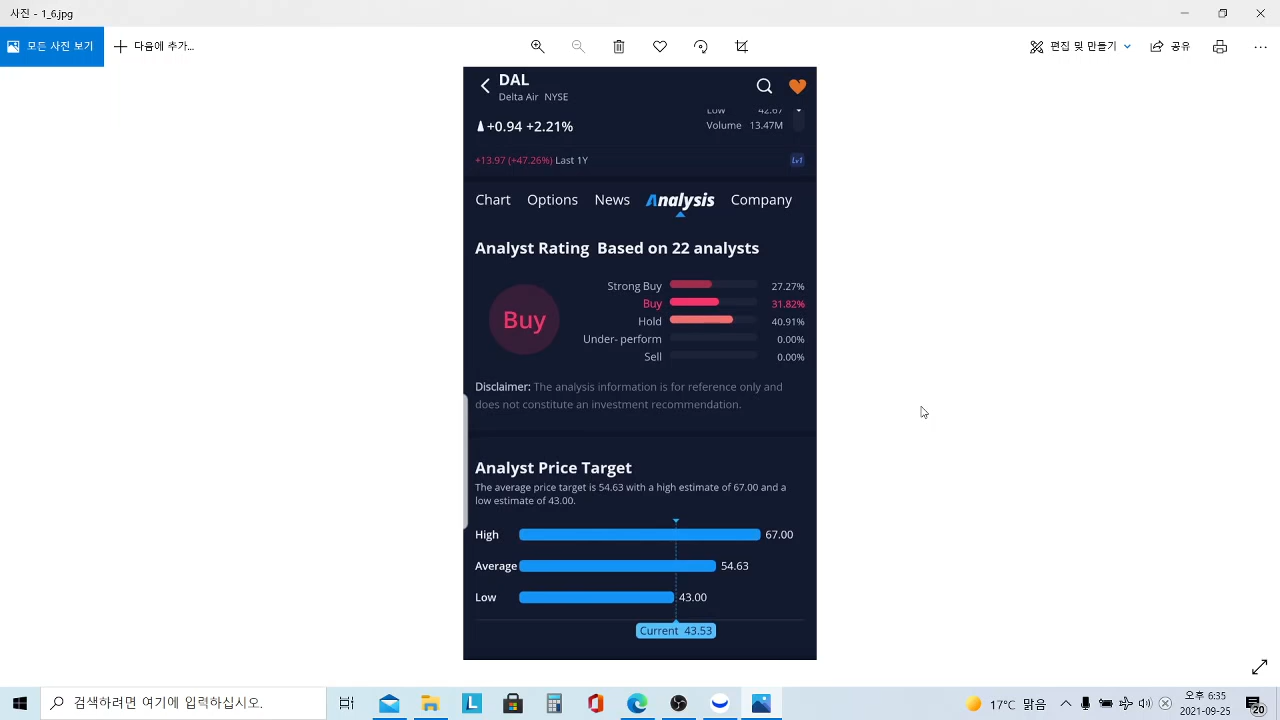 사진 - 1_6.jpg
모든 사진 보기
다음에 추가...
편집 및 만들기
공유
DAL
Delta Air NYSE
Low 42.67
+0.94 +2.21%
Volume 13.47M
+13.97 (+47.26%) Last 1Y
Lv1
Chart Options News Analysis Company
Analyst Rating Based on 22 analysts
Buy
Strong Buy 27.27%
Buy 31.82%
Hold 40.91%
Under- perform 0.00%
Sell 0.00%
Disclaimer: The analysis information is for reference only and
does not constitute an investment recommendation.
Analyst Price Target
The average price target is 54.63 with a high estimate of 67.00 and a
low estimate of 43.00.
High 67.00
Average 54.63
Low 43.00
Current 43.53
검색하려면 여기에 입력하십시오.
L
17°C 맑음
오전 6:35
2021-09-25
20